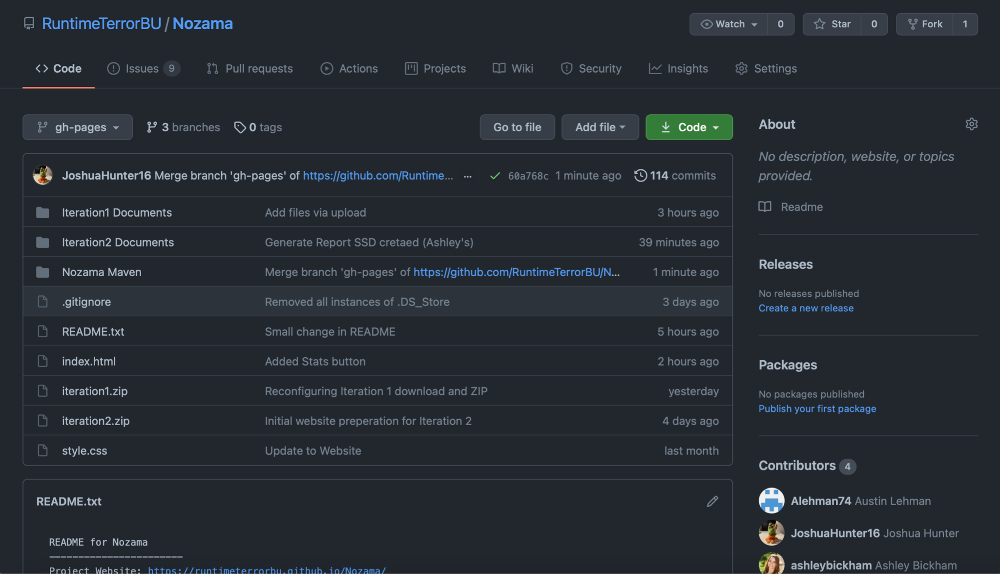 RuntimeTerrorBU / Nozama
Watch 0 Star 0 Fork 1
Code Issues 9 Pull requests Actions Projects Wiki Security Insights Settings
gh-pages 3 branches 0 tags Go to file Add file Code
JoshuaHunter16 Merge branch 'gh-pages' of https://github.com/Runtime... ... 60a768c 1 minute ago 114 commits
Iteration1 Documents Add files via upload 3 hours ago
Iteration2 Documents Generate Report SSD cretaed (Ashley's) 39 minutes ago
Nozama Maven Merge branch 'gh-pages' of https://github.com/RuntimeTerrorBU/N... 1 minute ago
.gitignore Removed all instances of .DS_Store 3 days ago
README.txt Small change in README 5 hours ago
index.html Added Stats button 2 hours ago
iteration1.zip Reconfiguring Iteration 1 download and ZIP yesterday
iteration2.zip Initial website preperation for Iteration 2 4 days ago
style.css Update to Website last month
README.txt
README for Nozama
-----------------------
Project Website: https://runtimeterrorbu.github.io/Nozama/
About
No description, website, or topics
provided.
Readme
Releases
No releases published
Create a new release
Packages
No packages published
Publish your first package
Contributors 4
Alehman74 Austin Lehman
JoshuaHunter16 Joshua Hunter
ashleybickham Ashley Bickham